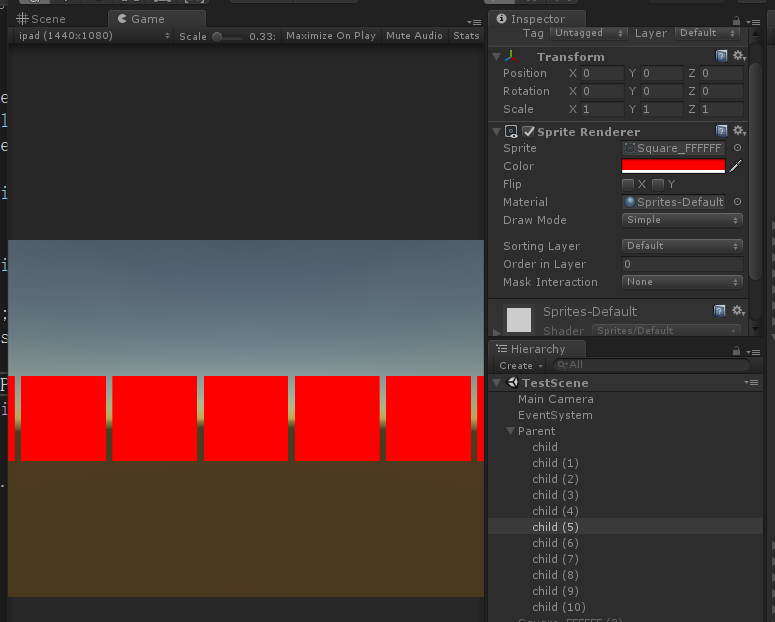 Scene Game
ipad (1440x1080) Scale 0.33: Maximize On Play Mute Audio Stats
Inspector
Tag Untagged Layer Default
Transform
Position X 0 Y 0 Z 0
Rotation X 0 Y 0 Z 0
Scale X 1 Y 1 Z 1
Sprite Renderer
Sprite Square_FFFFFF
Color
Flip X Y
Material Sprites-Default
Draw Mode Simple
Sorting Layer Default
Order in Layer 0
Mask Interaction None
Sprites-Default
Shader Sprites/Default
Hierarchy
Create All
TestScene
Main Camera
EventSystem
Parent
child
child (1)
child (2)
child (3)
child (4)
child (5)
child (6)
child (7)
child (8)
child (9)
child (10)